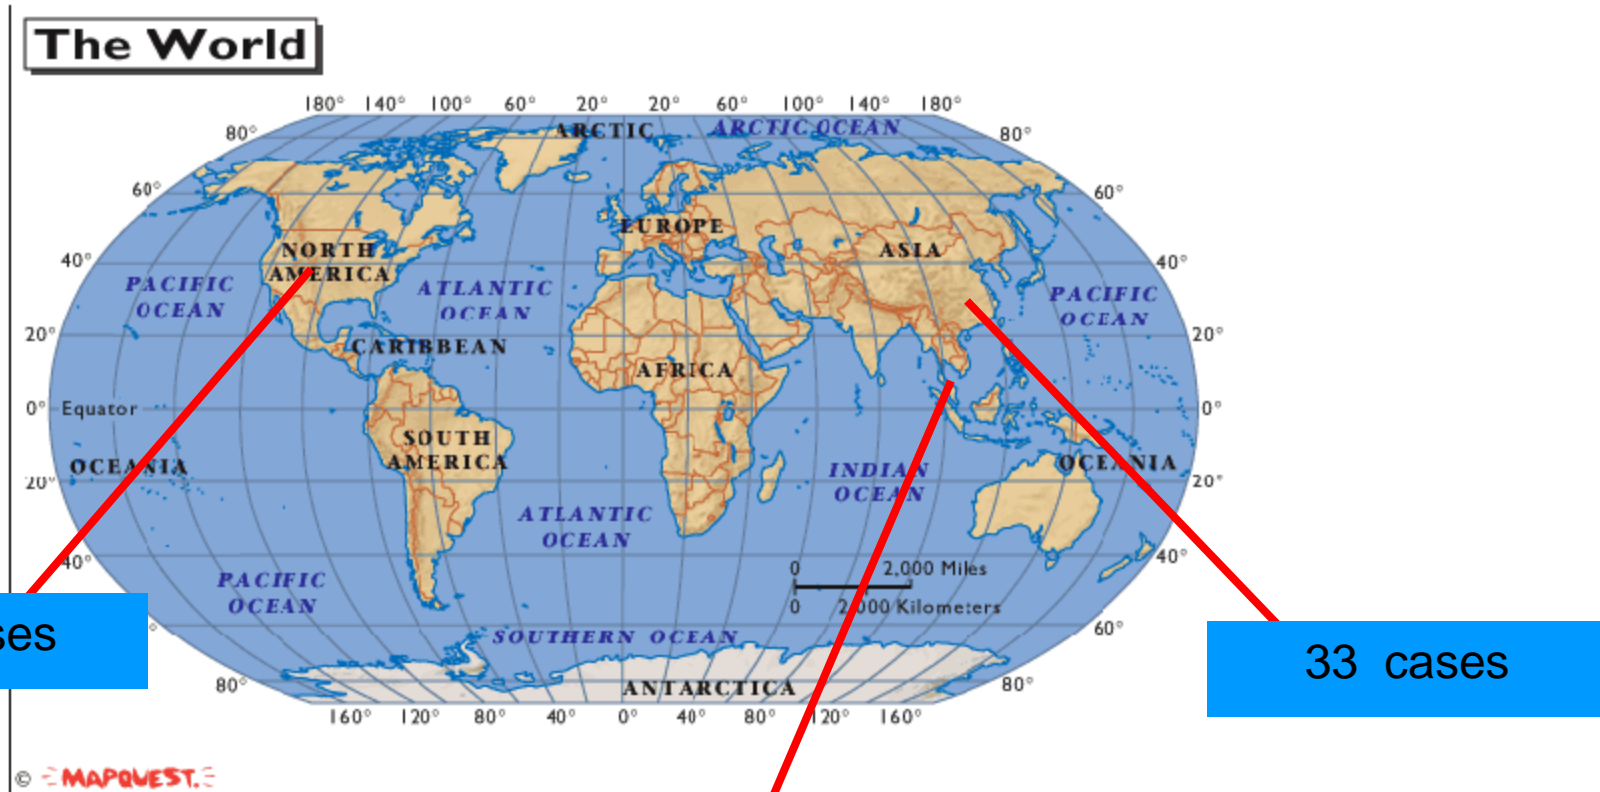 The World
180° 140° 100° 60° 20° 20° 60° 100° 140° 180°
80° ARCTIC ARCTIC OCEAN 80°
60° 60°
EUROPE
NORTH ASIA
40° AMERICA 40°
PACIFIC ATLANTIC PACIFIC
OCEAN OCEAN OCEAN
20° 20°
CARIBBEAN
AFRICA
0° Equator 0°
SOUTH
AMERICA
OCEANIA OCEANIA
INDIAN
20° OCEAN 20°
ATLANTIC
OCEAN
40° 40°
0 2,000 Miles
PACIFIC
OCEAN 0 2,000 Kilometers
60°
SOUTHERN OCEAN
ses
33 cases
80° ANTARCTICA 80°
160° 120° 80° 40° 0° 40° 80° 120° 160°
© MAPQUEST.